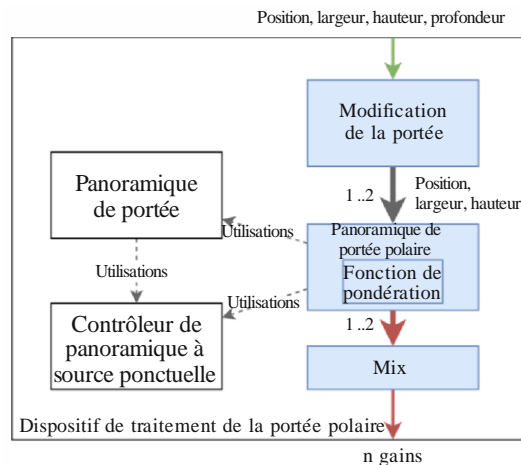 Position, largeur, hauteur, profondeur
Modification
de la portée
Panoramique
de portée
1 ..2
Position,
largeur, hauteur
Utilisations
Panoramique de
portée polaire
Fonction de
pondération
Utilisations
Utilisations
Contrôleur de
panoramique à
source ponctuelle
1 ..2
Mix
Dispositif de traitement de la portée polaire
n gains